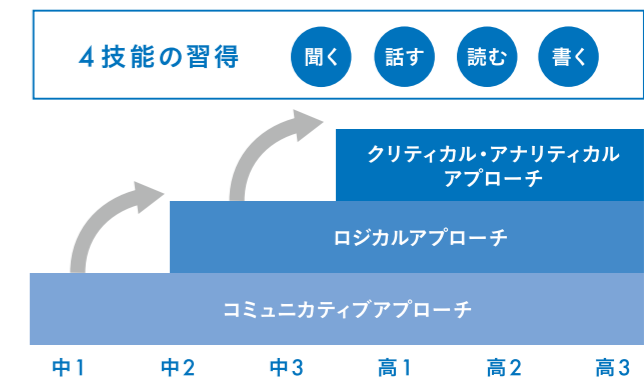 4技能の習得 聞く 話す 読む 書く
クリティカル・アナリティカル
アプローチ
ロジカルアプローチ
コミュニカティブアプローチ
中1 中2 中3 高1 高2 高3